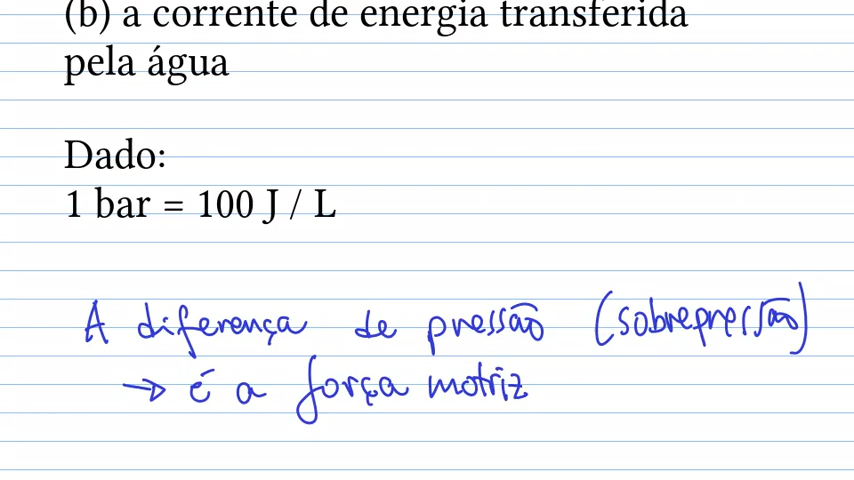 (b) a corrente de energia transferida
pela água
Dado:
1 bar = 100 J / L
A diferença de pressão (sobrepressão)
→ é a força motriz